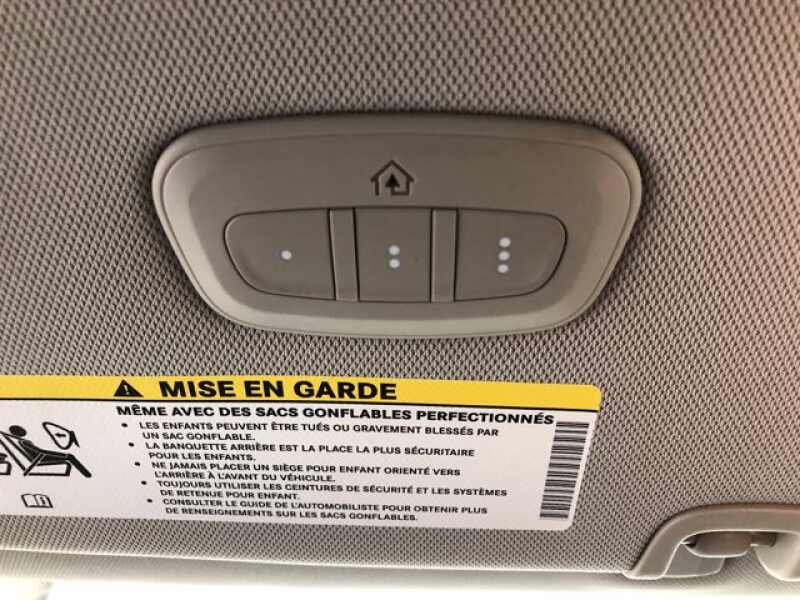 MISE EN GARDE
MÊME AVEC DES SACS GONFLABLES PERFECTIONNÉS
• LES ENFANTS PEUVENT ÊTRE TUÉS OU GRAVEMENT BLESSÉS PAR
UN SAC GONFLABLE.
• LA BANQUETTE ARRIÈRE EST LA PLACE LA PLUS SÉCURITAIRE
POUR LES ENFANTS.
• NE JAMAIS PLACER UN SIÈGE POUR ENFANT ORIENTÉ VERS
L'ARRIÈRE À L'AVANT DU VÉHICULE.
• TOUJOURS UTILISER LES CEINTURES DE SÉCURITÉ ET LES SYSTÈMES
DE RETENUE POUR ENFANT.
• CONSULTER LE GUIDE DE L'AUTOMOBILISTE POUR OBTENIR PLUS
DE RENSEIGNEMENTS SUR LES SACS GONFLABLES.